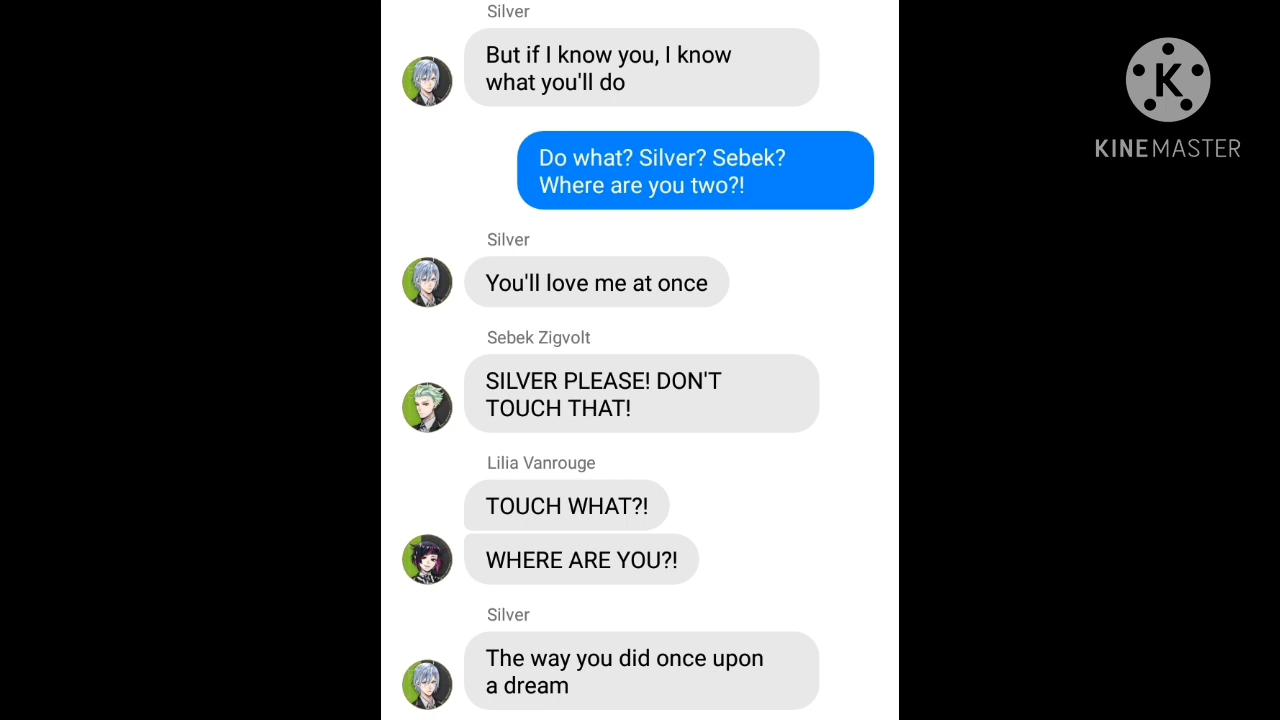 Silver
But if I know you, I know
what you'll do
Do what? Silver? Sebek?
Where are you two?!
Silver
You'll love me at once
Sebek Zigvolt
SILVER PLEASE! DON'T
TOUCH THAT!
Lilia Vanrouge
TOUCH WHAT?!
WHERE ARE YOU?!
Silver
The way you did once upon
a dream
K
KINEMASTER